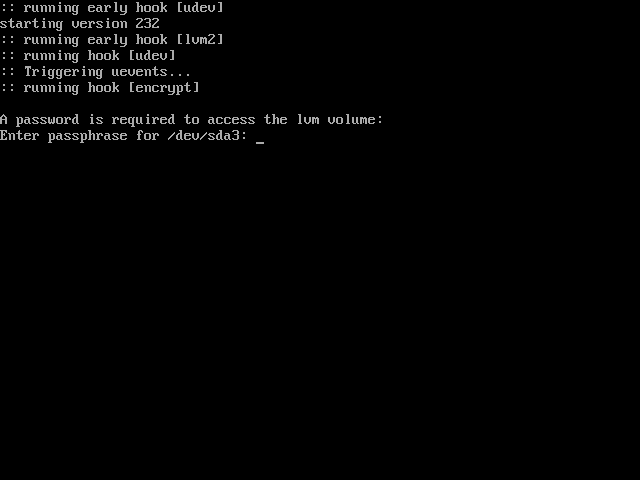 :: running early hook [udev]
starting version 232
:: running early hook [lvm2]
:: running hook [udev]
:: Triggering uevents...
:: running hook [encrypt]
A password is required to access the lvm volume:
Enter passphrase for /dev/sda3: _